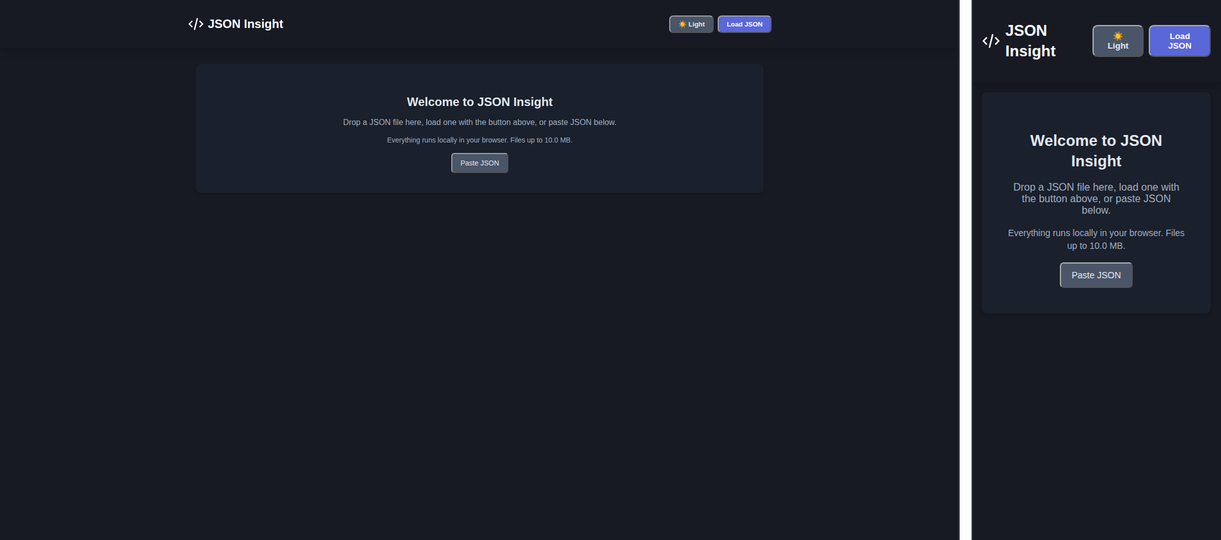 JSON Insight
☀️ Light
Load JSON
Welcome to JSON Insight
Drop a JSON file here, load one with the button above, or paste JSON below.
Everything runs locally in your browser. Files up to 10.0 MB.
Paste JSON
JSON
Insight
☀️
Light
Load
JSON
Welcome to JSON
Insight
Drop a JSON file here, load one with
the button above, or paste JSON
below.
Everything runs locally in your browser. Files
up to 10.0 MB.
Paste JSON